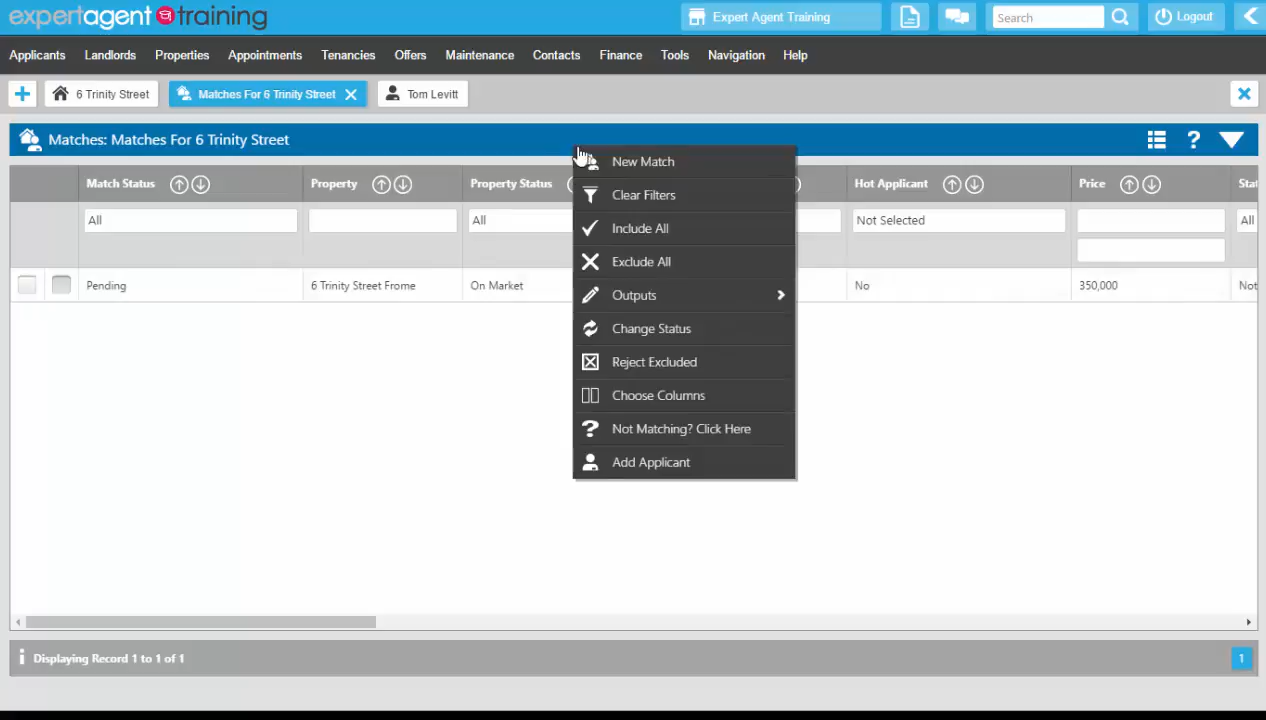 expertagent training
Expert Agent Training
Search
Logout
Applicants Landlords Properties Appointments Tenancies Offers Maintenance Contacts Finance Tools Navigation Help
6 Trinity Street
Matches For 6 Trinity Street
Tom Levitt
Matches: Matches For 6 Trinity Street
?
Match Status Property Property Status Hot Applicant Price
All All Not Selected All
Pending 6 Trinity Street Frome On Market No 350,000 Not
New Match
Clear Filters
Include All
Exclude All
Outputs
Change Status
Reject Excluded
Choose Columns
? Not Matching? Click Here
Add Applicant
Displaying Record 1 to 1 of 1
1